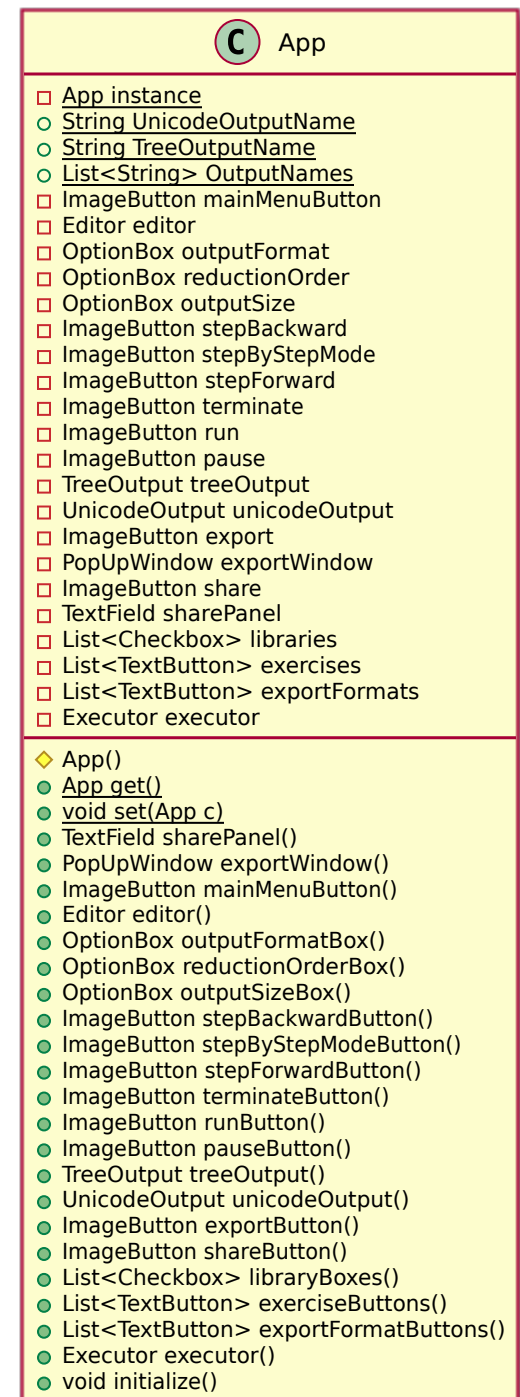 C App
App instance
String UnicodeOutputName
String TreeOutputName
List<String> OutputNames
ImageButton mainMenuButton
Editor editor
OptionBox outputFormat
OptionBox reductionOrder
OptionBox outputSize
ImageButton stepBackward
ImageButton stepByStepMode
ImageButton stepForward
ImageButton terminate
ImageButton run
ImageButton pause
TreeOutput treeOutput
UnicodeOutput unicodeOutput
ImageButton export
PopUpWindow exportWindow
ImageButton share
TextField sharePanel
List<Checkbox> libraries
List<TextButton> exercises
List<TextButton> exportFormats
Executor executor
App()
App get()
void set(App c)
TextField sharePanel()
PopUpWindow exportWindow()
ImageButton mainMenuButton()
Editor editor()
OptionBox outputFormatBox()
OptionBox reductionOrderBox()
OptionBox outputSizeBox()
ImageButton stepBackwardButton()
ImageButton stepByStepModeButton()
ImageButton stepForwardButton()
ImageButton terminateButton()
ImageButton runButton()
ImageButton pauseButton()
TreeOutput treeOutput()
UnicodeOutput unicodeOutput()
ImageButton exportButton()
ImageButton shareButton()
List<Checkbox> libraryBoxes()
List<TextButton> exerciseButtons()
List<TextButton> exportFormatButtons()
Executor executor()
void initialize()